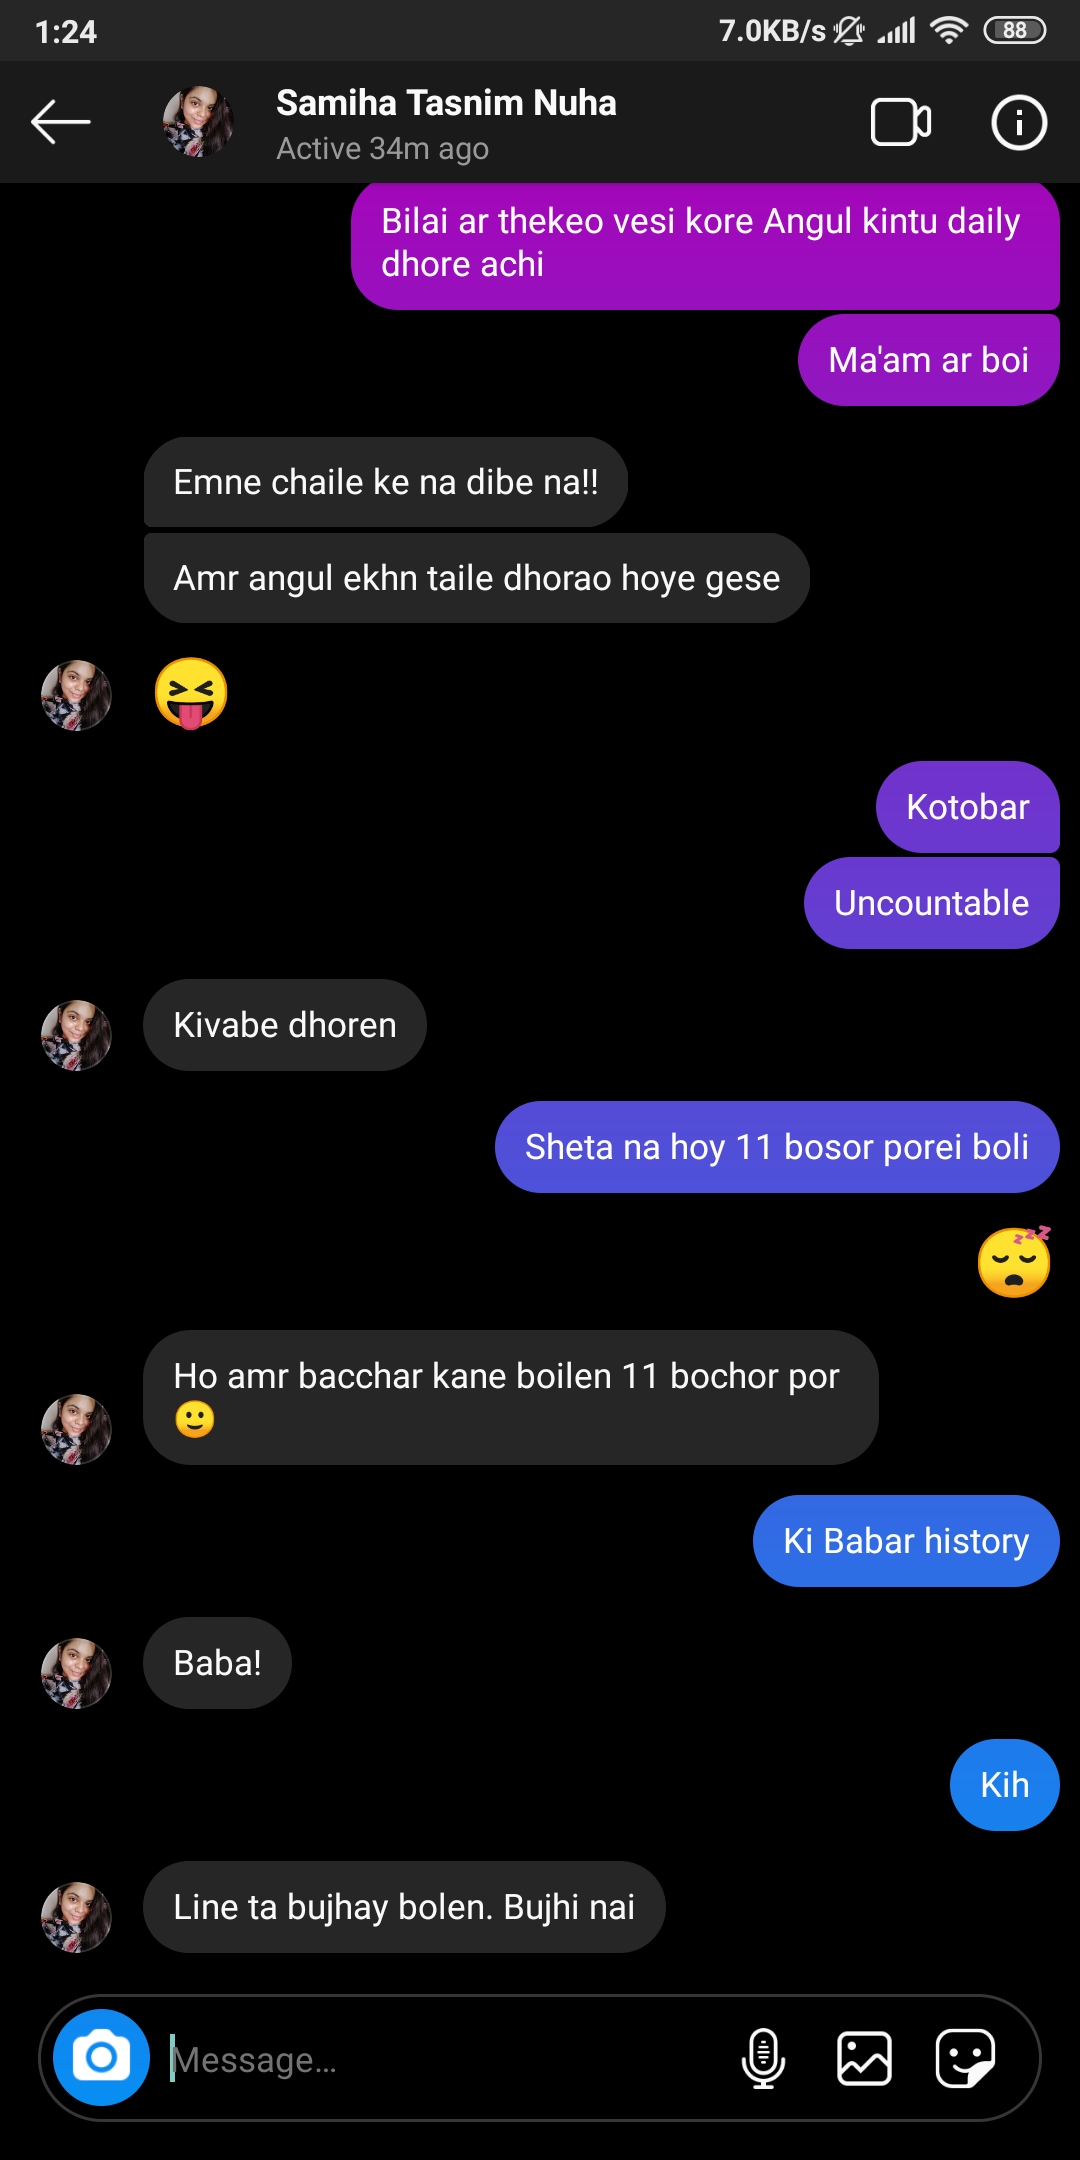 1:24
7.0KB/s
88
Samiha Tasnim Nuha
Active 34m ago
Bilai ar thekeo vesi kore Angul kintu daily
dhore achi
Ma'am ar boi
Emne chaile ke na dibe na!!
Amr angul ekhn taile dhorao hoye gese
😝
Kotobar
Uncountable
Kivabe dhoren
Sheta na hoy 11 bosor porei boli
😴
Ho amr bacchar kane boilen 11 bochor por
🙂
Ki Babar history
Baba!
Kih
Line ta bujhay bolen. Bujhi nai
Message...